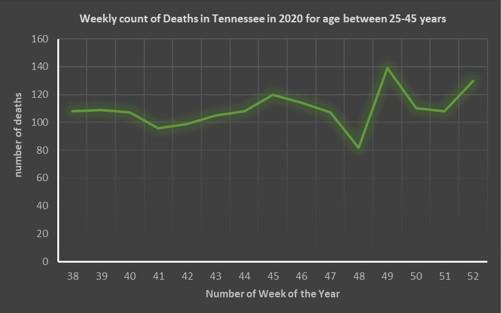 Weekly count of Deaths in Tennessee in 2020 for age between 25-45 years
160
140
120
100
80
60
40
20
0
number of deaths
38 39 40 41 42 43 44 45 46 47 48 49 50 51 52
Number of Week of the Year